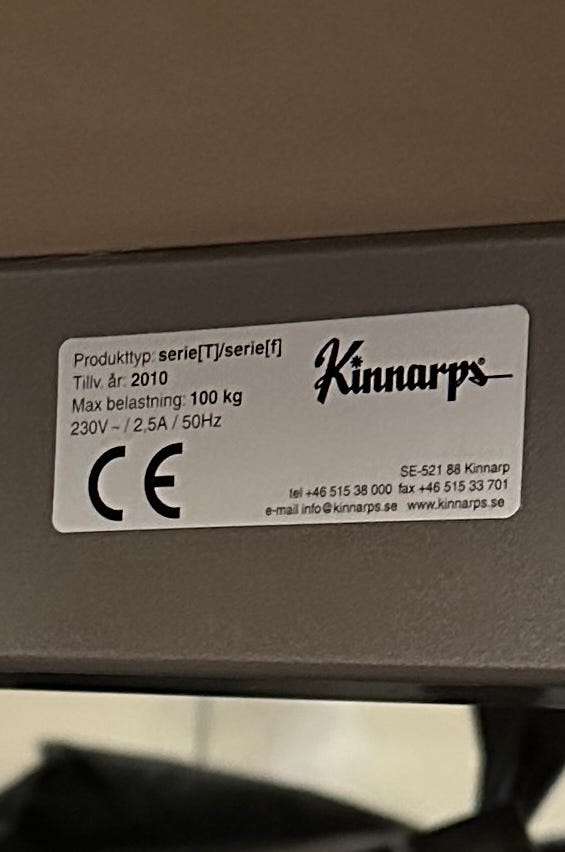 Produkttyp: serie[T]/serie[f]
Tillv. år: 2010
Max belastning: 100 kg
230V ~ / 2,5A / 50Hz
CE
Kinnarps®
SE-521 88 Kinnarp
tel +46 515 38 000 fax +46 515 33 701
e-mail info@kinnarps.se www.kinnarps.se